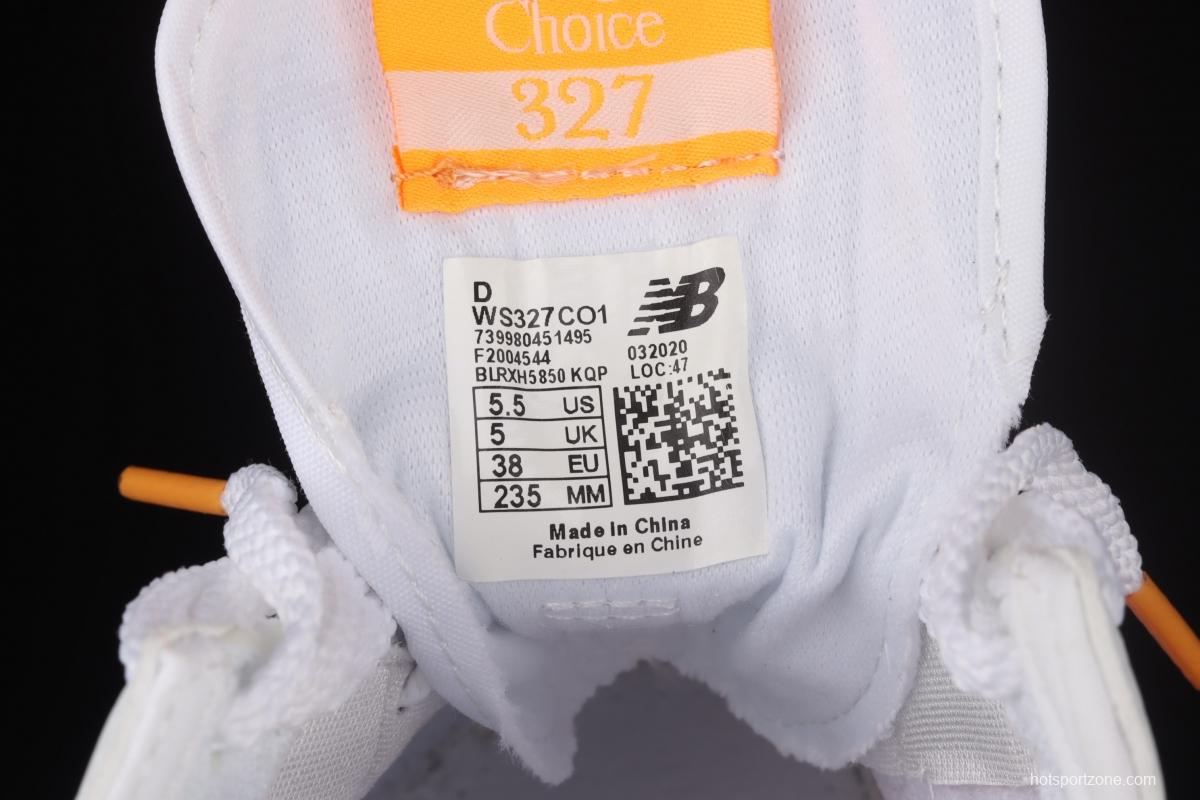 Choice
327
D
WS327CO1
739980451495
F2004544
BLRXH5850 KQP
NB
032020
LOC:47
5.5 US
5 UK
38 EU
235 MM
Made in China
Fabrique en Chine
hotsportzone.com